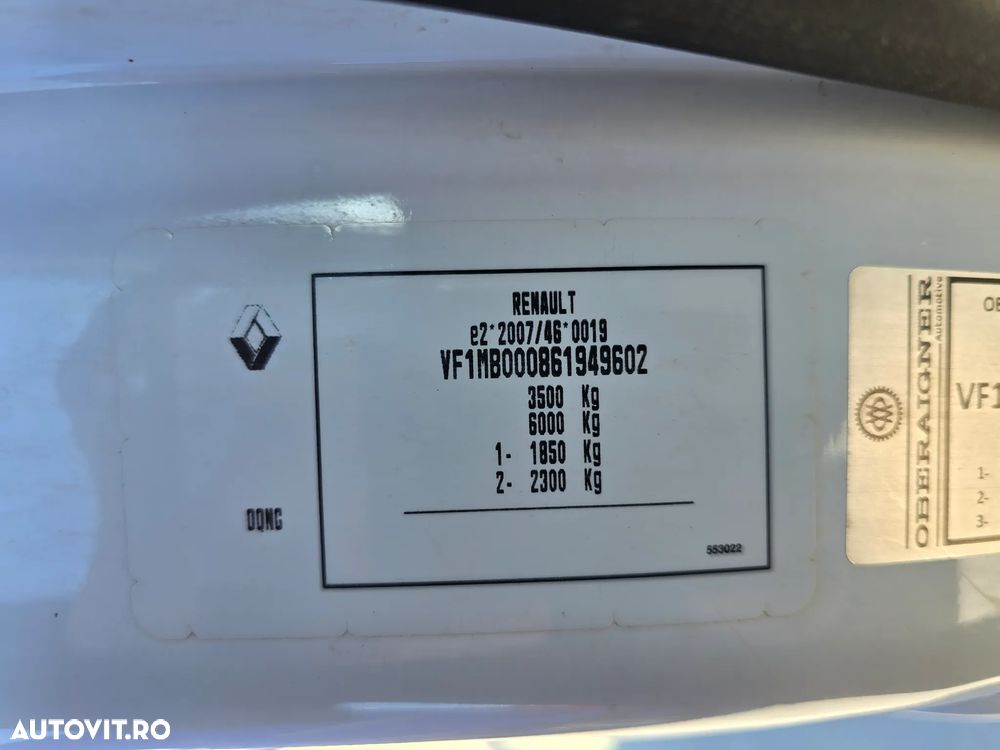 RENAULT
e2*2007/46*0019
VF1MB000861949602
3500 Kg
6000 Kg
1- 1850 Kg
2- 2300 Kg
553022
OBERAIGNER
Automotive
OB
VF1
1-
2-
3-
AUTOVIT.RO